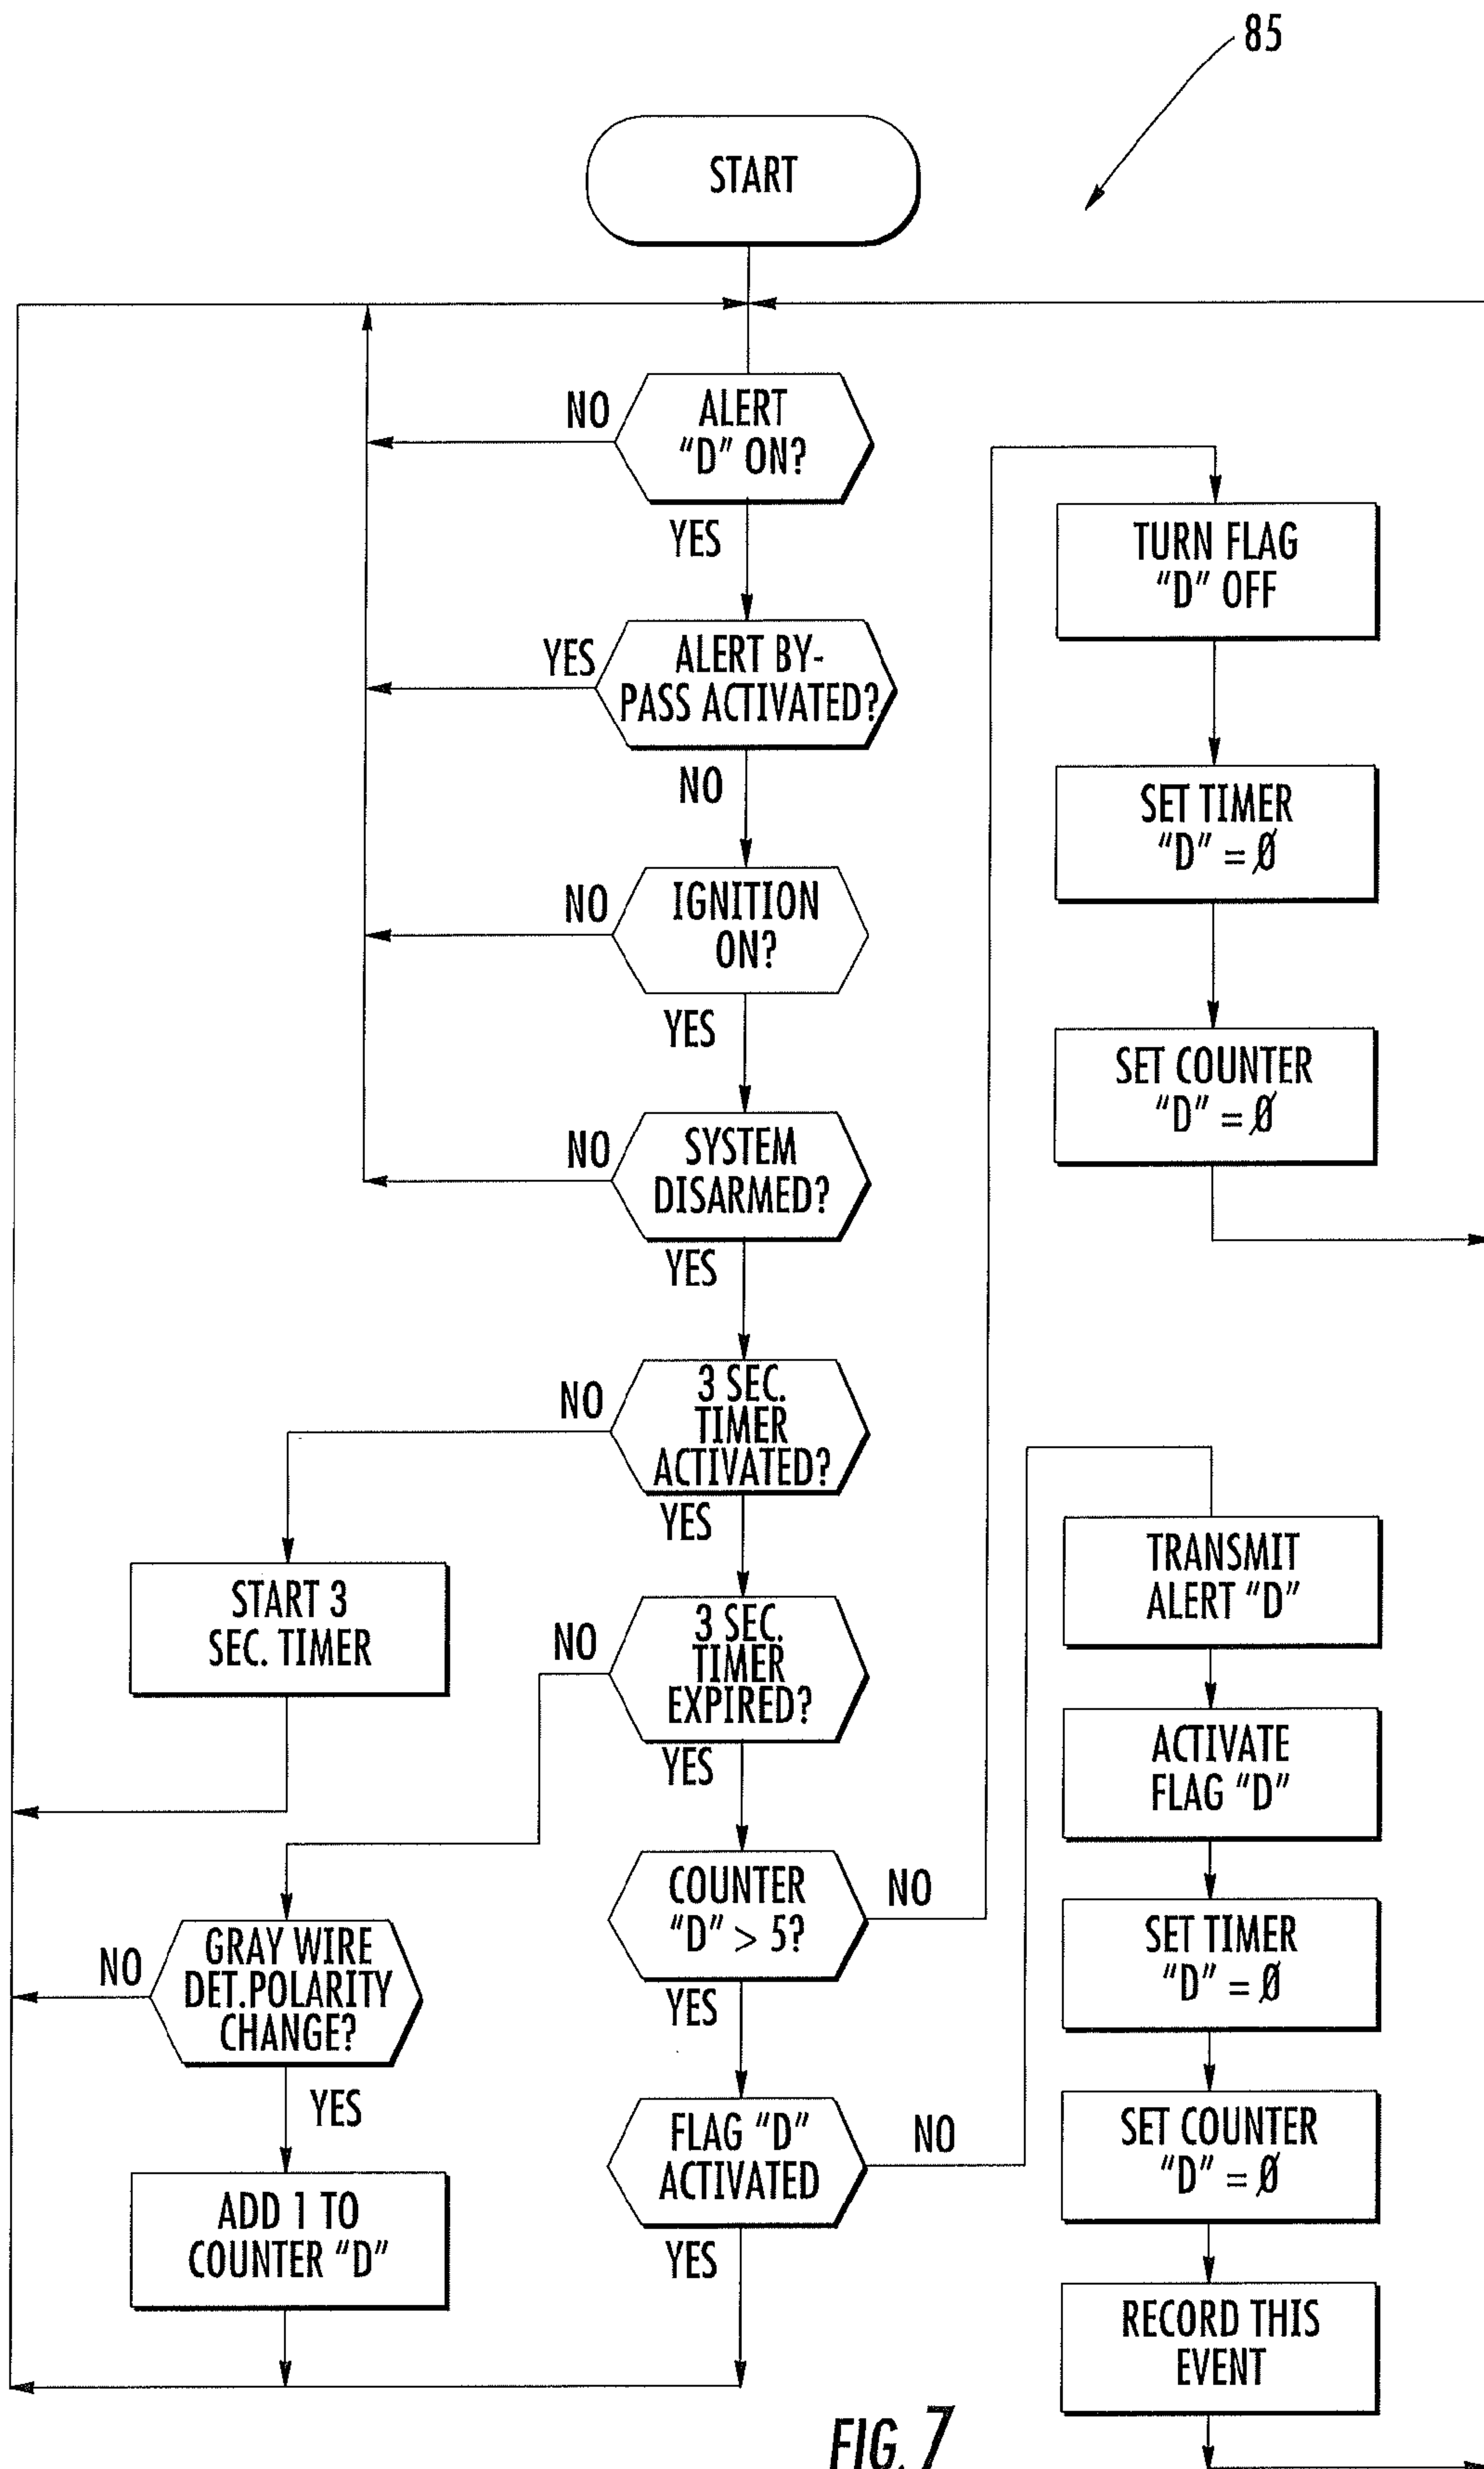 85
START
NO
ALERT
"D" ON?
YES
YES
ALERT BY-
PASS ACTIVATED?
NO
NO
IGNITION
ON?
YES
NO
SYSTEM
DISARMED?
YES
NO
3 SEC.
TIMER
ACTIVATED?
YES
START 3
SEC. TIMER
NO
3 SEC.
TIMER
EXPIRED?
YES
COUNTER
"D" > 5?
NO
YES
NO
GRAY WIRE
DET.POLARITY
CHANGE?
YES
ADD 1 TO
COUNTER "D"
FLAG "D"
ACTIVATED
NO
YES
TURN FLAG
"D" OFF
SET TIMER
"D" = Ø
SET COUNTER
"D" = Ø
TRANSMIT
ALERT "D"
ACTIVATE
FLAG "D"
SET TIMER
"D" = Ø
SET COUNTER
"D" = Ø
RECORD THIS
EVENT
FIG. 7